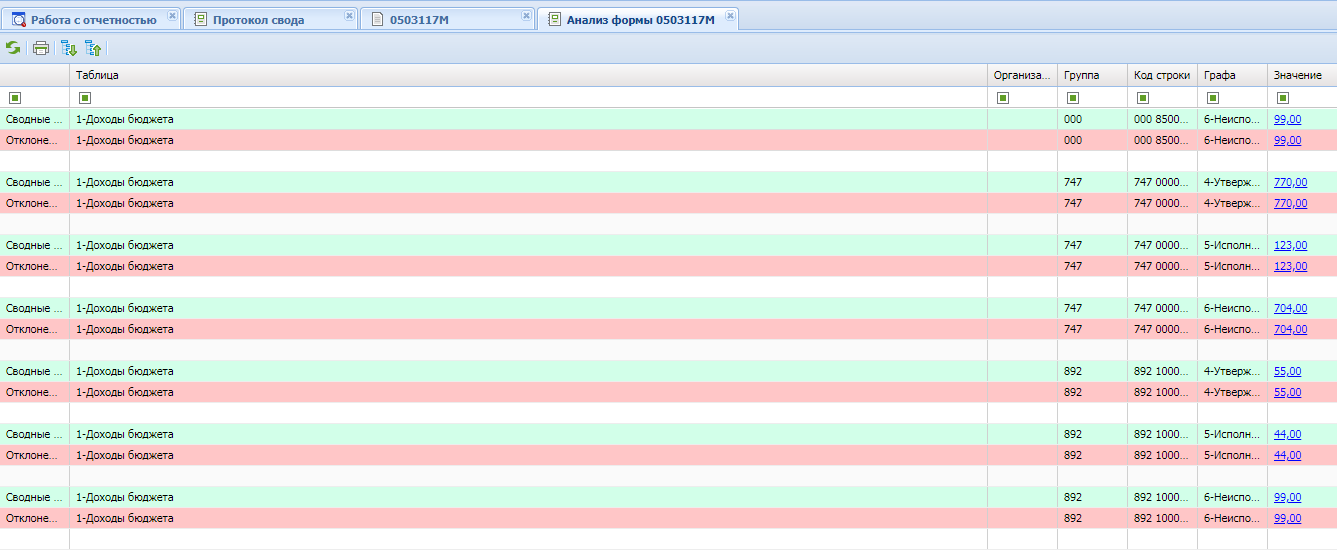 Работа с отчетностью Протокол свода 0503117М Анализ формы 0503117М
Таблица Организа... Группа Код строки Графа Значение
Сводные ... 1-Доходы бюджета 000 000 8500... 6-Неиспо... 99,00
Отклоне... 1-Доходы бюджета 000 000 8500... 6-Неиспо... 99,00
Сводные ... 1-Доходы бюджета 747 747 0000... 4-Утверж... 770,00
Отклоне... 1-Доходы бюджета 747 747 0000... 4-Утверж... 770,00
Сводные ... 1-Доходы бюджета 747 747 0000... 5-Исполн... 123,00
Отклоне... 1-Доходы бюджета 747 747 0000... 5-Исполн... 123,00
Сводные ... 1-Доходы бюджета 747 747 0000... 6-Неиспо... 704,00
Отклоне... 1-Доходы бюджета 747 747 0000... 6-Неиспо... 704,00
Сводные ... 1-Доходы бюджета 892 892 1000... 4-Утверж... 55,00
Отклоне... 1-Доходы бюджета 892 892 1000... 4-Утверж... 55,00
Сводные ... 1-Доходы бюджета 892 892 1000... 5-Исполн... 44,00
Отклоне... 1-Доходы бюджета 892 892 1000... 5-Исполн... 44,00
Сводные ... 1-Доходы бюджета 892 892 1000... 6-Неиспо... 99,00
Отклоне... 1-Доходы бюджета 892 892 1000... 6-Неиспо... 99,00